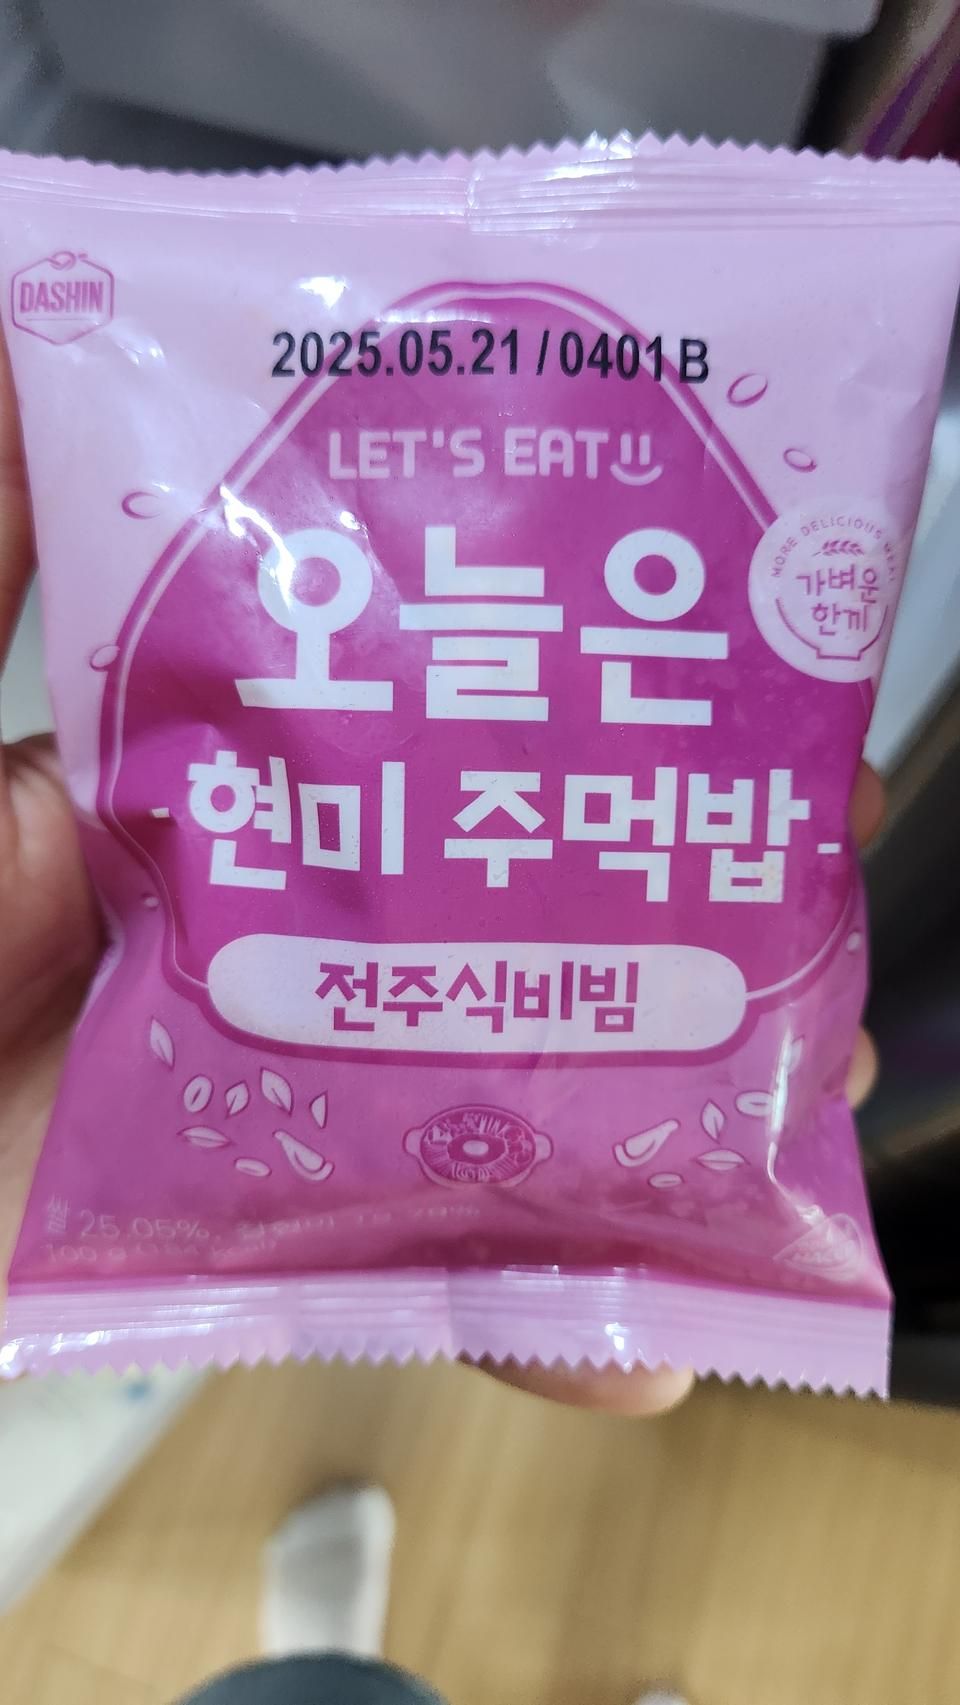 DASHIN
2025.05.21 / 0401 B
LET'S EAT
오늘은
MORE DELICIOUS MEAL
가벼운
한끼
현미 주먹밥
전주식비빔
25.05%,
100 g